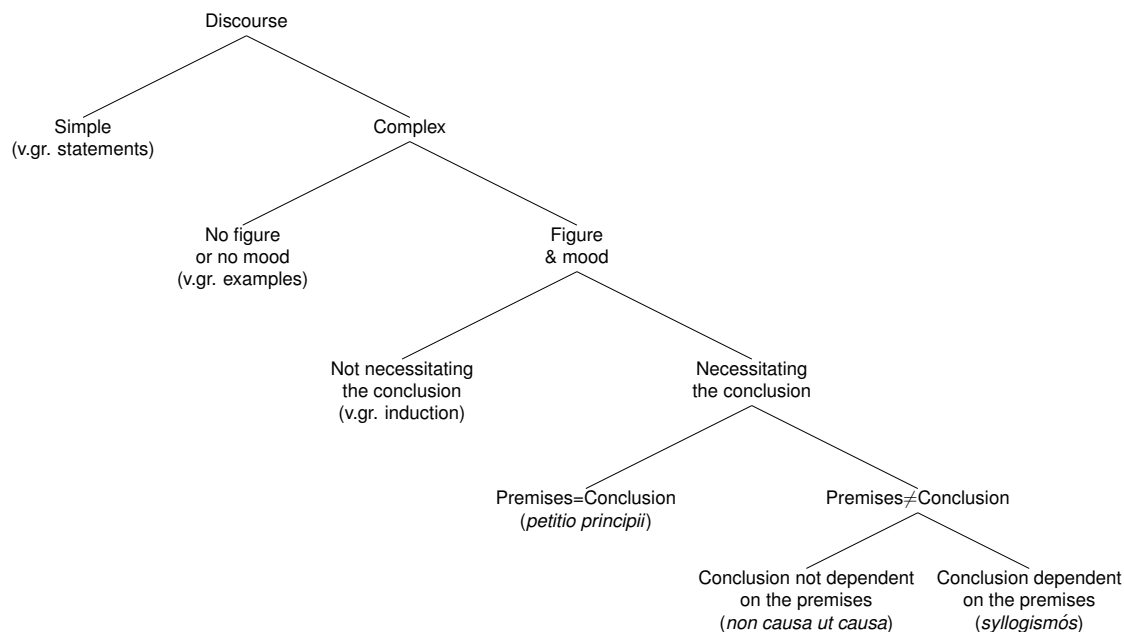 Discourse
Simple
(v.gr. statements)
Complex
No figure
or no mood
(v.gr. examples)
Figure
& mood
Not necessitating
the conclusion
(v.gr. induction)
Necessitating
the conclusion
Premises=Conclusion
(petitio principii)
Premises≠Conclusion
Conclusion not dependent
on the premises
(non causa ut causa)
Conclusion dependent
on the premises
(syllogismós)